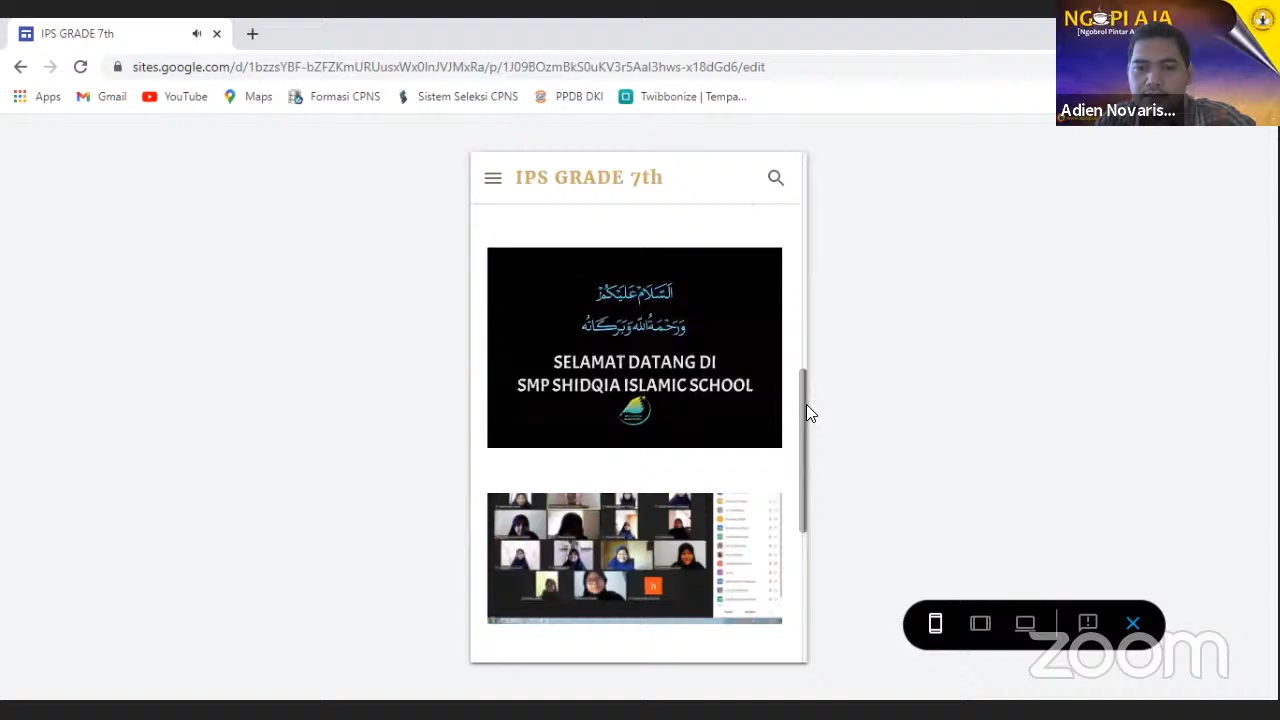 IPS GRADE 7th
sites.google.com/d/1bzzsYBF-bZFZKmURUusxWx0lnJVJMxRa/p/1J09BOzmBkS0uKV3r5Aal3hws-x18dGd6/edit
Apps Gmail YouTube Maps Formasi CPNS Sistem Seleksi CPNS PPDB DKI Twibbonize | Tempa...
NGOPI AJA
[Ngobrol Pintar A
Adien Novaris...
IPS GRADE 7th
السلام عليكم
ورحمة الله وبركاته
SELAMAT DATANG DI
SMP SHIDQIA ISLAMIC SCHOOL
h
zoom